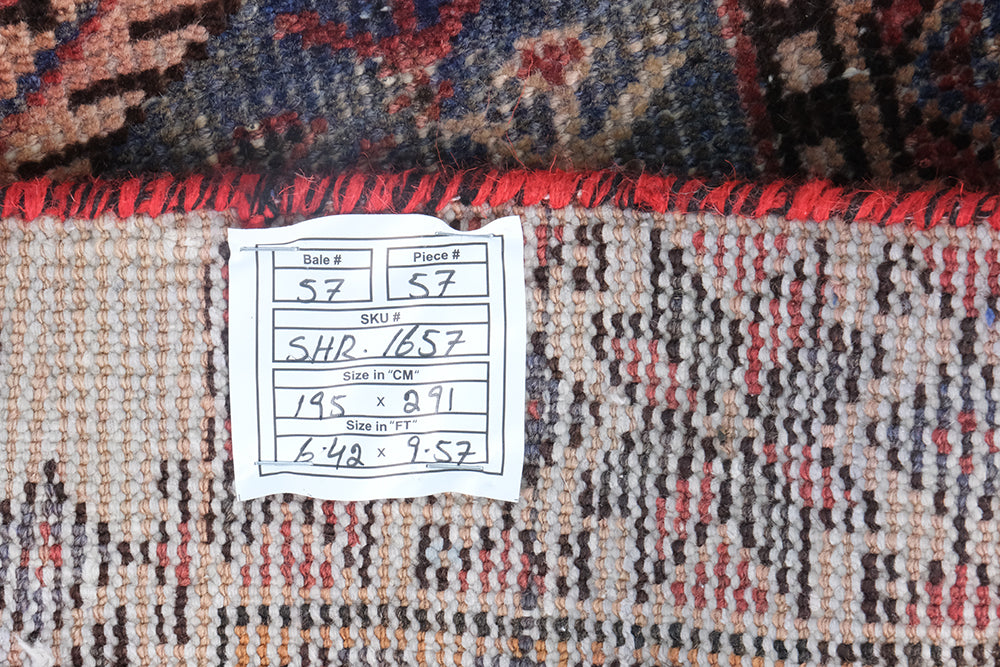 Bale # Piece #
57 57
SKU #
SHR. 1657
Size in "CM"
195 x 291
Size in "FT"
6.42 x 9.57